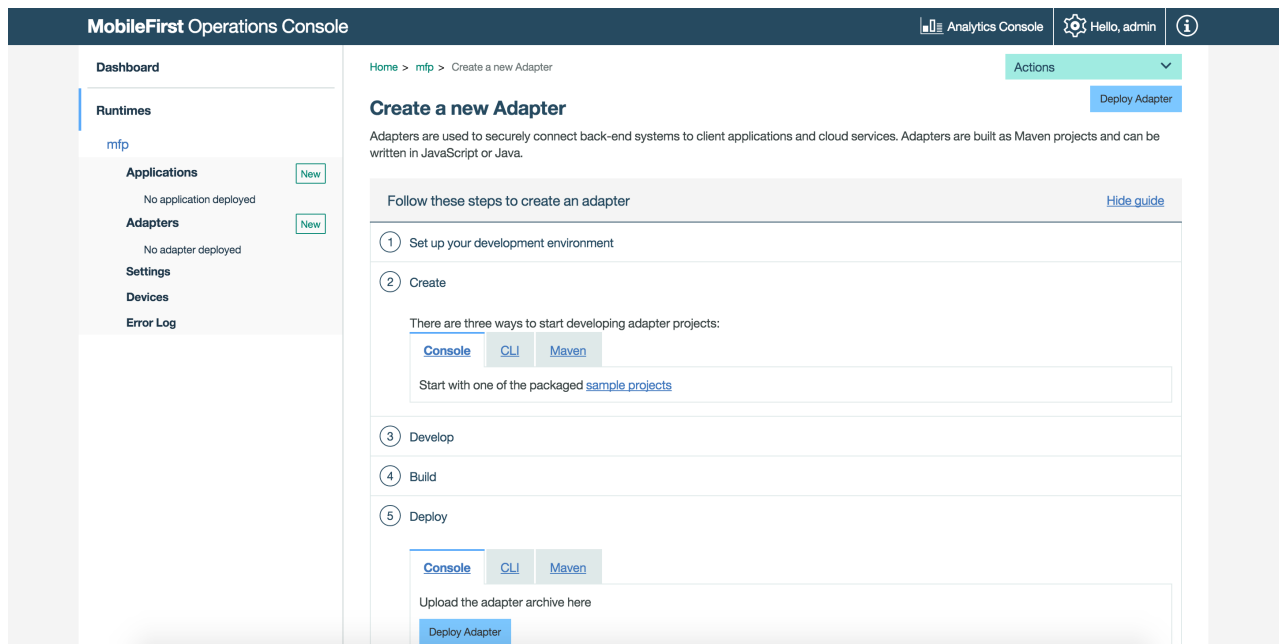 MobileFirst Operations Console
Analytics Console
Hello, admin
Dashboard
Runtimes
mfp
Applications
New
No application deployed
Adapters
New
No adapter deployed
Settings
Devices
Error Log
Home > mfp > Create a new Adapter
Actions
Deploy Adapter
Create a new Adapter
Adapters are used to securely connect back-end systems to client applications and cloud services. Adapters are built as Maven projects and can be
written in JavaScript or Java.
Follow these steps to create an adapter
Hide guide
1 Set up your development environment
2 Create
There are three ways to start developing adapter projects:
Console CLI Maven
Start with one of the packaged sample projects
3 Develop
4 Build
5 Deploy
Console CLI Maven
Upload the adapter archive here
Deploy Adapter